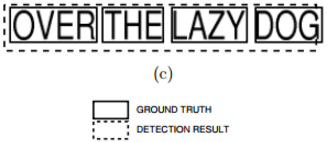 OVER THE LAZY DOG
(c)
GROUND TRUTH
DETECTION RESULT